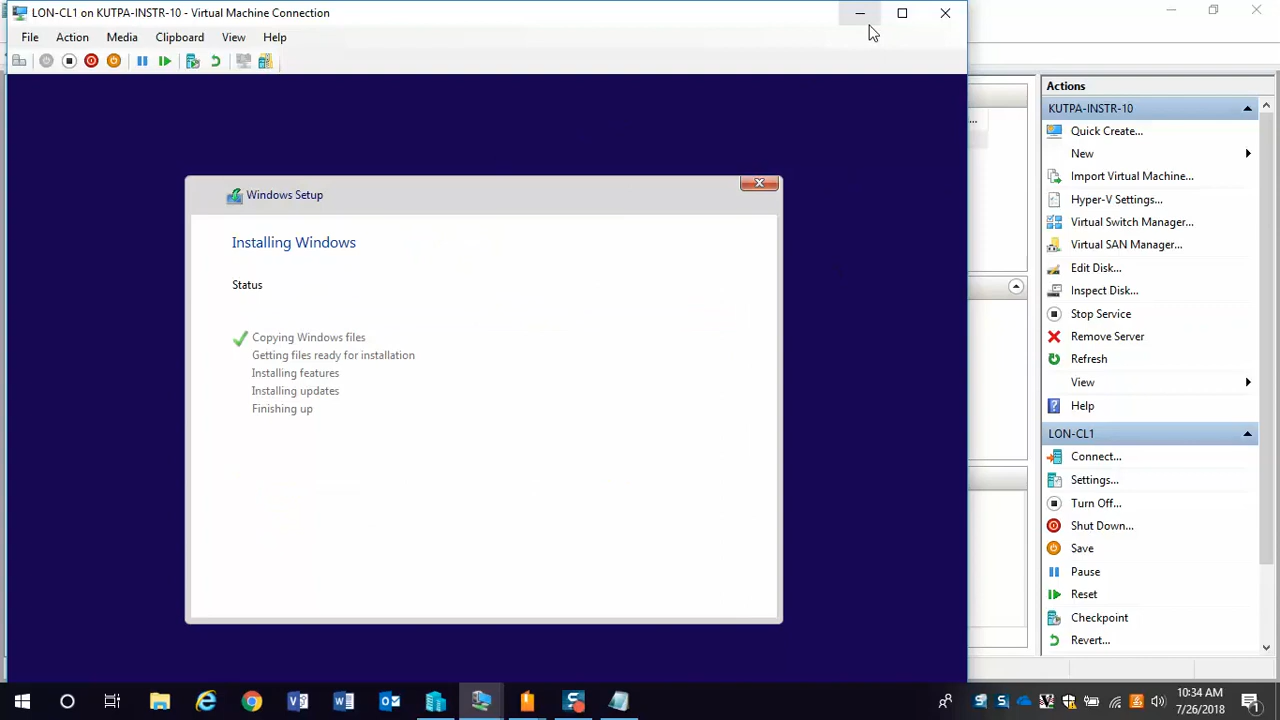 LON-CL1 on KUTPA-INSTR-10 - Virtual Machine Connection
File Action Media Clipboard View Help
Windows Setup
Installing Windows
Status
Copying Windows files
Getting files ready for installation
Installing features
Installing updates
Finishing up
...
Actions
KUTPA-INSTR-10
Quick Create...
New
Import Virtual Machine...
Hyper-V Settings...
Virtual Switch Manager...
Virtual SAN Manager...
Edit Disk...
Inspect Disk...
Stop Service
Remove Server
Refresh
View
Help
LON-CL1
Connect...
Settings...
Turn Off...
Shut Down...
Save
Pause
Reset
Checkpoint
Revert...
10:34 AM
7/26/2018